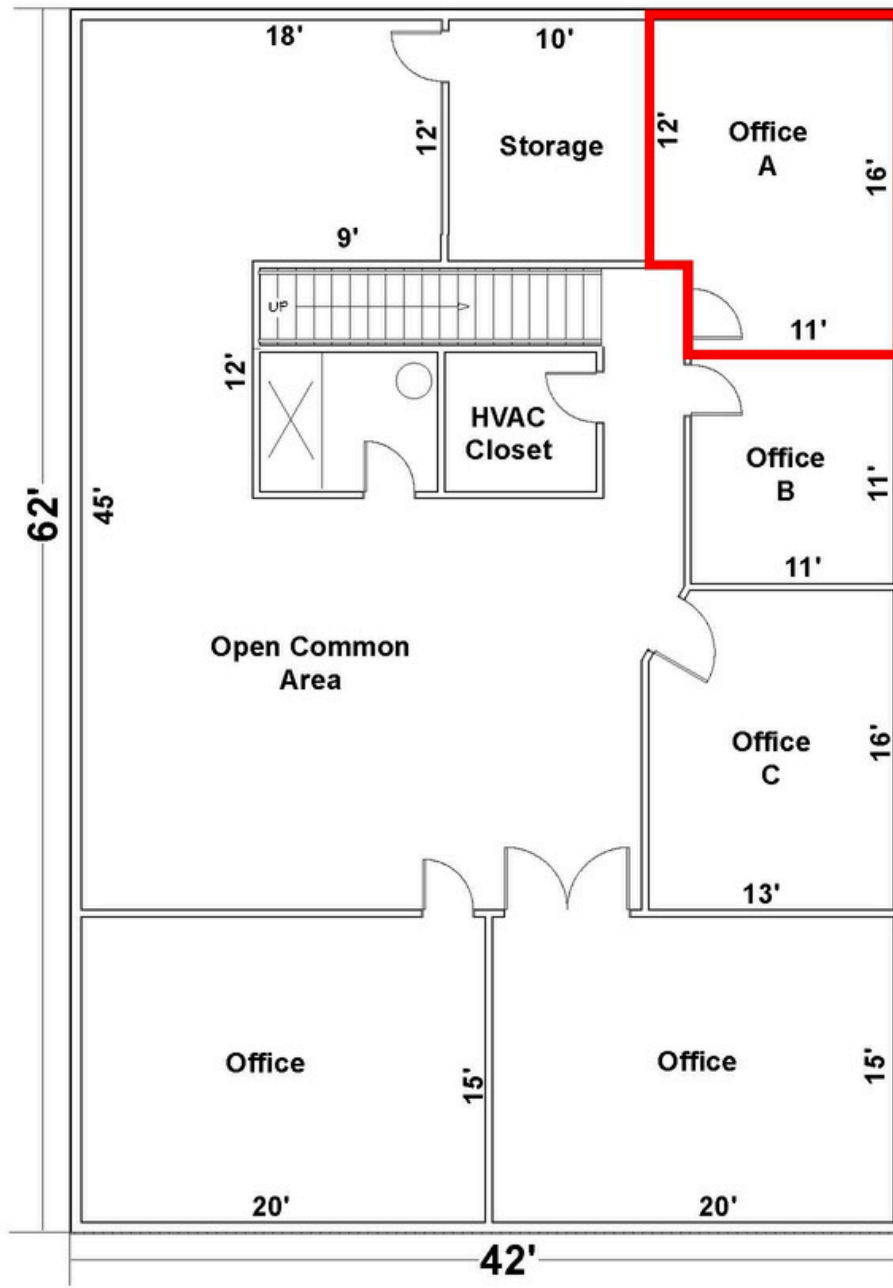 18'
10'
12'
Storage
12'
Office
A
16'
9'
UP
11'
12'
HVAC
Closet
Office
B
11'
11'
62'
45'
Open Common
Area
Office
C
16'
13'
Office
15'
Office
15'
20'
20'
42'